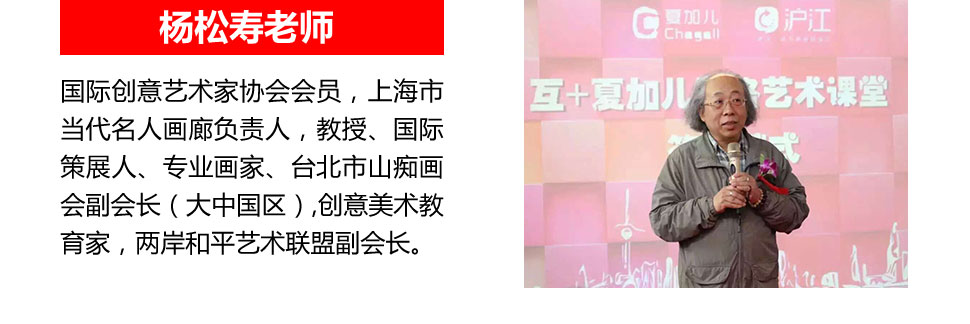 杨松寿老师
国际创意艺术家协会会员，上海市
当代名人画廊负责人，教授、国际
策展人、专业画家、台北市山痴画
会副会长（大中国区）,创意美术教
育家，两岸和平艺术联盟副会长。
夏加儿
Chagall
沪江
互+夏加儿
艺术课堂
式